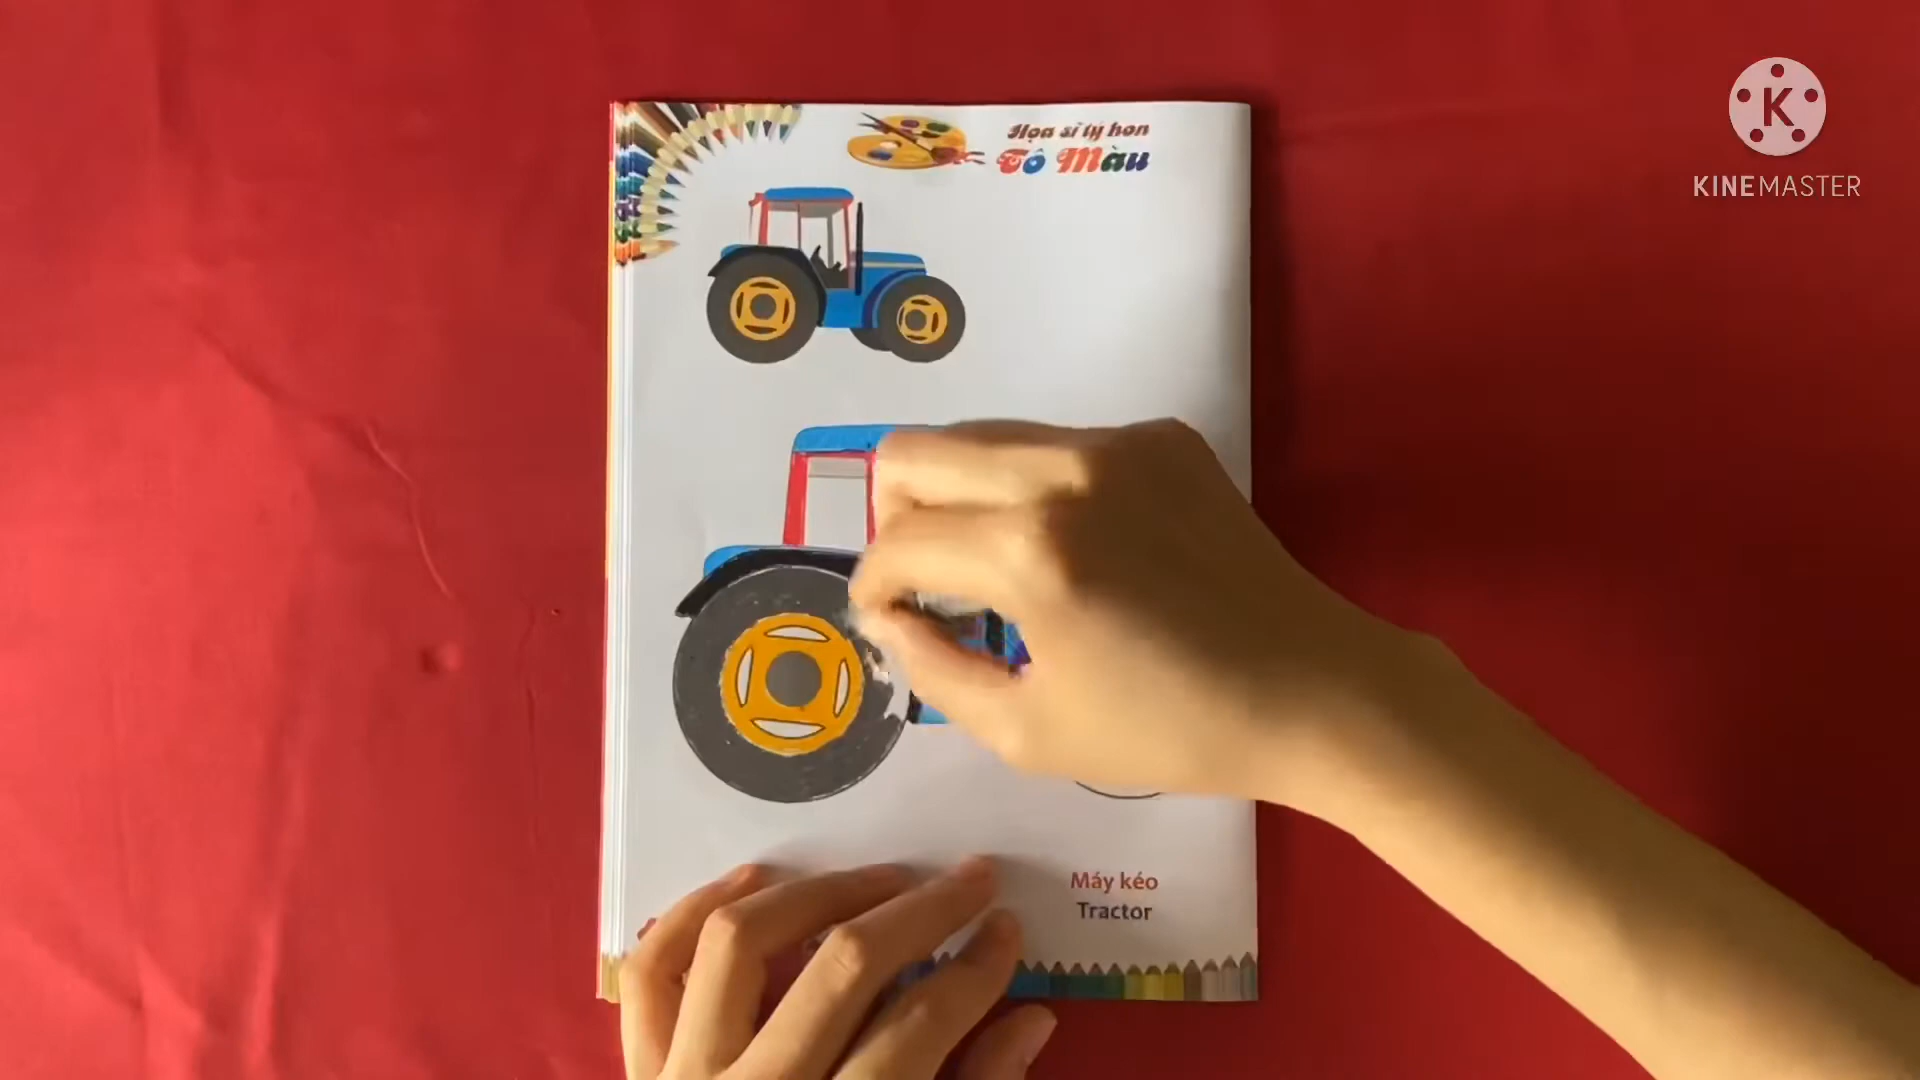 Họa sĩ tý hon
Tô Màu
K
KINEMASTER
Máy kéo
Tractor